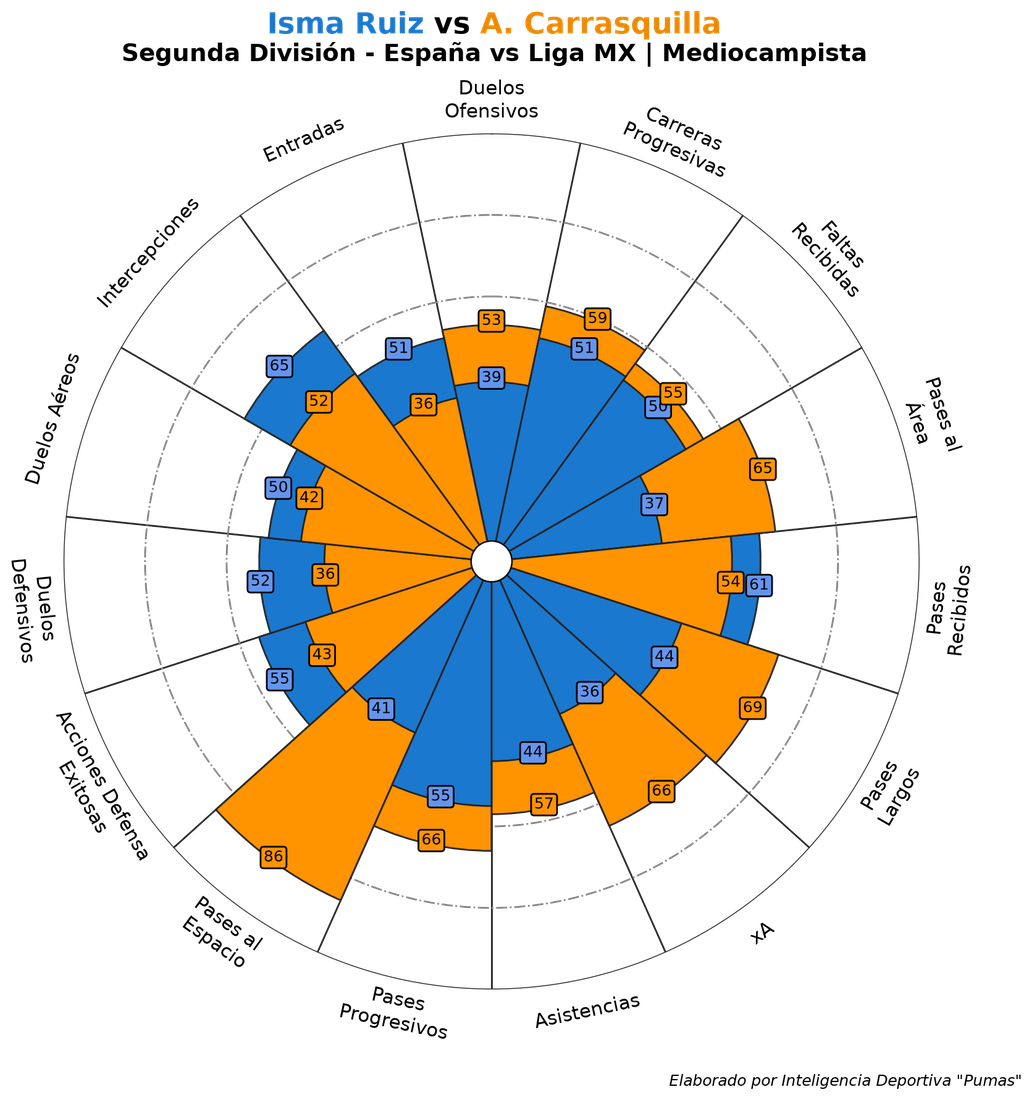 Isma Ruiz vs A. Carrasquilla
Segunda División - España vs Liga MX | Mediocampista
Duelos
Ofensivos
53
39
Carreras
Progresivas
59
51
Faltas
Recibidas
55
50
Pases al
Área
65
37
Pases
Recibidos
54
61
Pases
Largos
44
69
xA
36
66
Asistencias
44
57
Pases
Progresivos
55
66
Pases al
Espacio
41
86
Acciones Defensa
Exitosas
43
55
Duelos
Defensivos
52
36
Duelos Aéreos
50
42
Intercepciones
65
52
Entradas
51
36
Elaborado por Inteligencia Deportiva "Pumas"